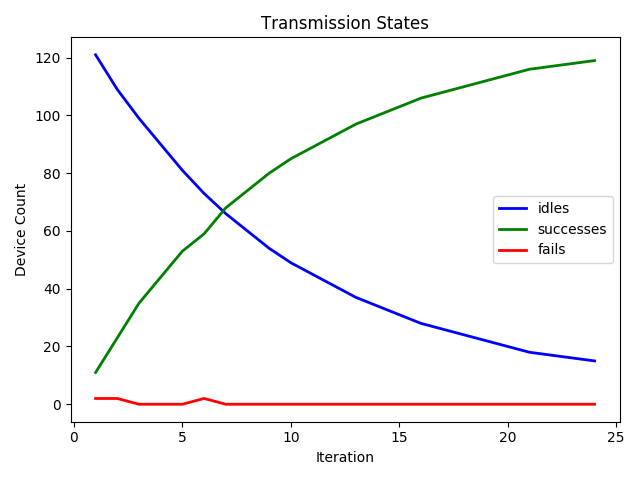 Transmission States
Device Count
120
100
80
60
40
20
0
idles
successes
fails
0 5 10 15 20 25
Iteration